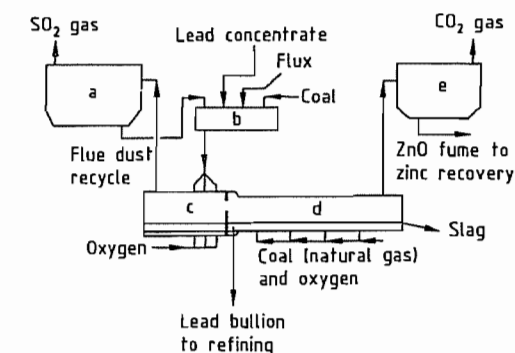 SO₂ gas
CO₂ gas
Lead concentrate
Flux
Coal
a
b
e
Flue dust
recycle
ZnO fume to
zinc recovery
c
d
Oxygen
Slag
Coal (natural gas)
and oxygen
Lead bullion
to refining